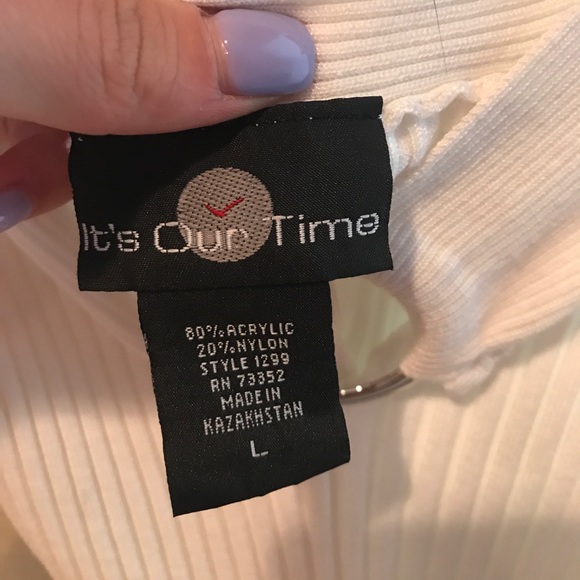 It's Our Time
80%ACRYLIC
20%NYLON
STYLE 1299
RN 73352
MADE IN
KAZAKHSTAN
L